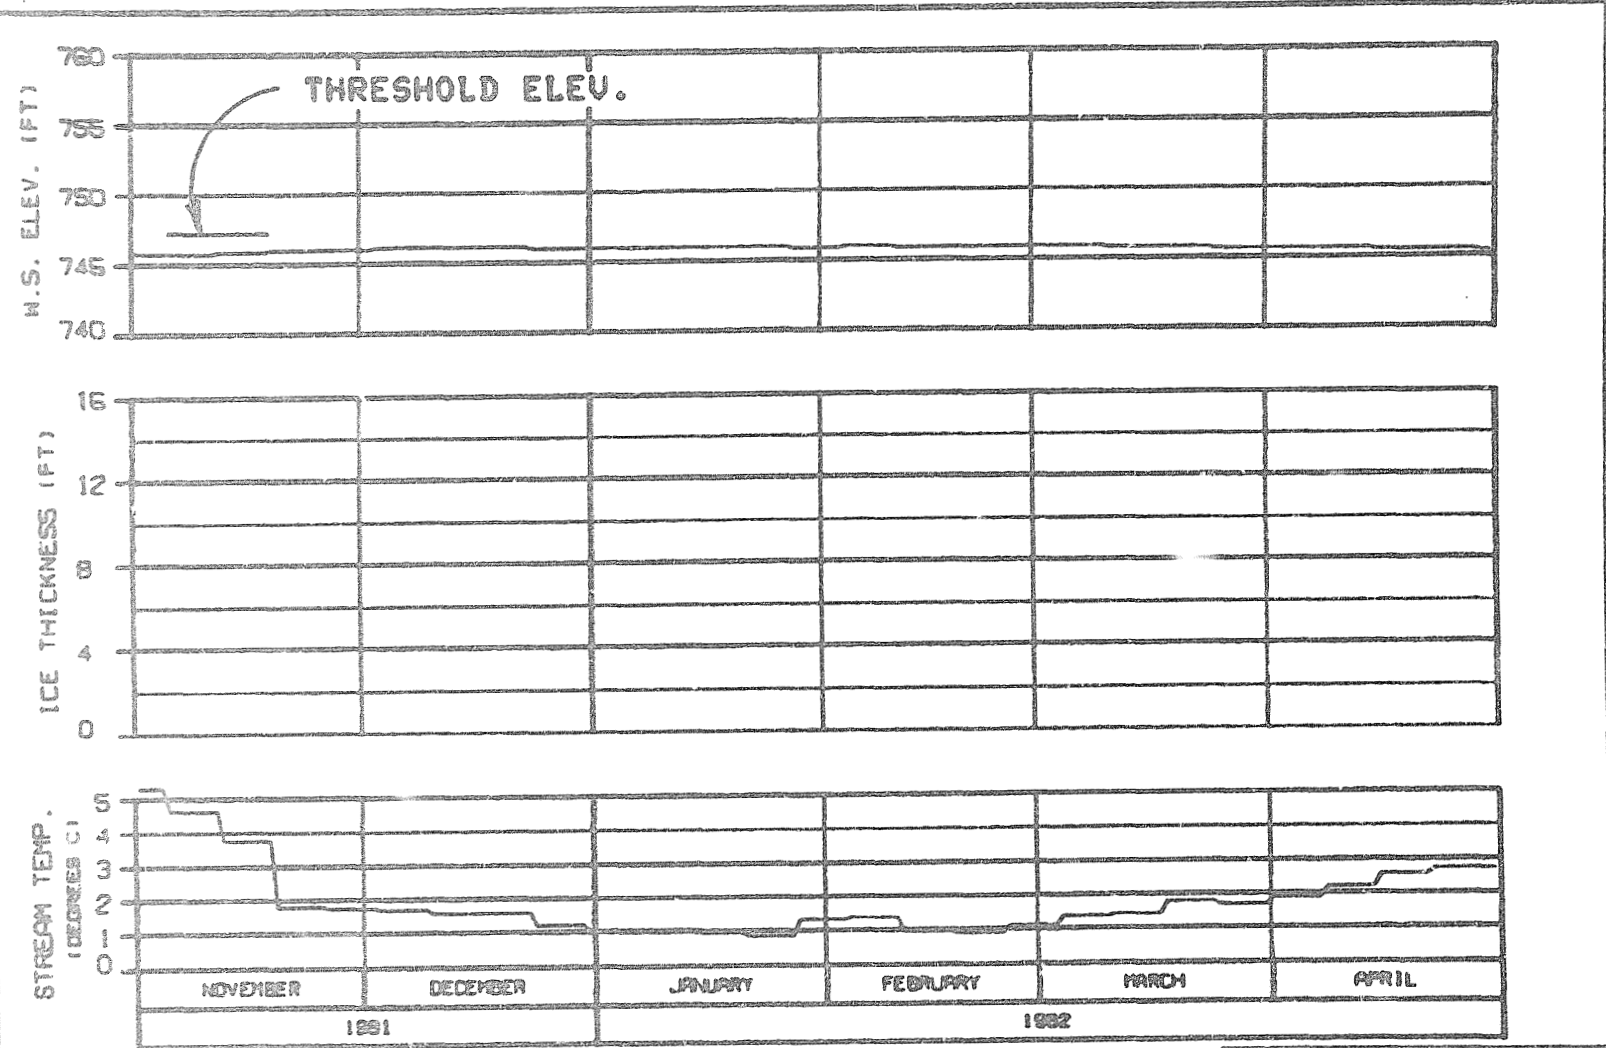 W.S. ELEV. (FT)
760
755
750
745
740
THRESHOLD ELEV.
ICE THICKNESS (FT)
16
12
8
4
0
STREAM TEMP.
(DEGREES C)
5
4
3
2
1
0
NOVEMBER DECEMBER JANUARY FEBRUARY MARCH APRIL
1981 1982